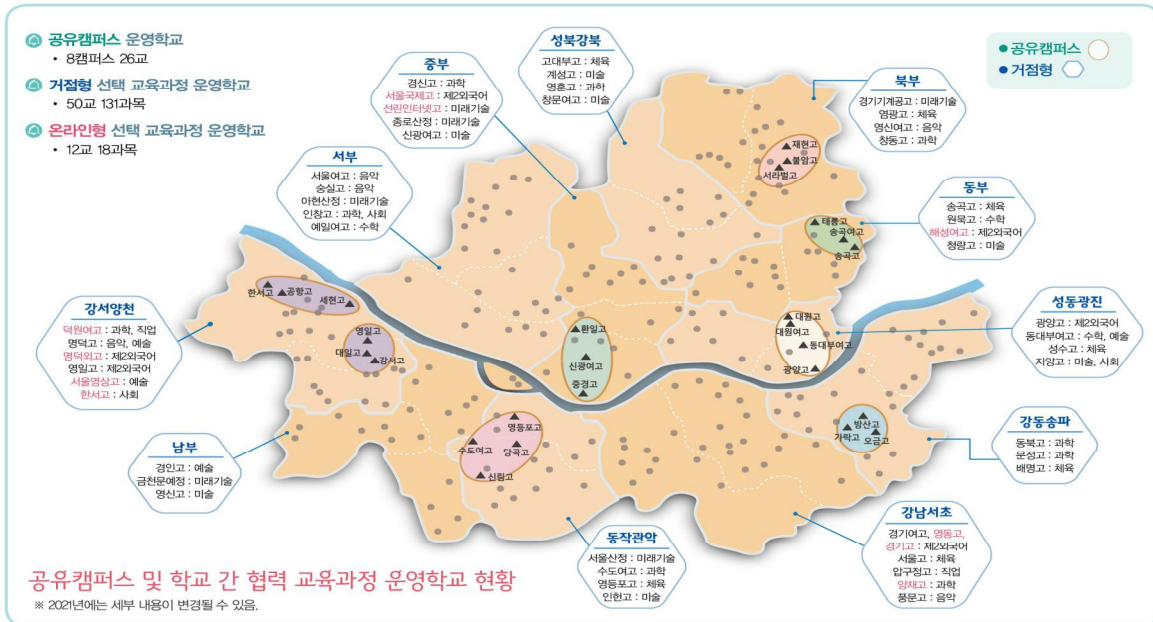 공유캠퍼스 운영학교
• 8캠퍼스 26교
거점형 선택 교육과정 운영학교
• 50교 131과목
온라인형 선택 교육과정 운영학교
• 12교 18과목
• 공유캠퍼스
• 거점형
성북강북
고대부고 : 체육
계성고 : 미술
영훈고 : 과학
창문여고 : 미술
중부
경신고 : 과학
서울국제고 : 제2외국어
선린인터넷고 : 미래기술
종로산정 : 미래기술
신광여고 : 미술
북부
경기기계공고 : 미래기술
염광고 : 체육
영신여고 : 음악
창동고 : 과학
서부
서울여고 : 음악
숭실고 : 음악
아현산정 : 미래기술
인창고 : 과학, 사회
예일여고 : 수학
동부
송곡고 : 체육
원묵고 : 수학
해성여고 : 제2외국어
청량고 : 미술
강서양천
덕원여고 : 과학, 직업
명덕고 : 음악, 예술
명덕외고 : 제2외국어
영일고 : 제2외국어
서울영상고 : 예술
한서고 : 사회
성동광진
광양고 : 제2외국어
동대부여고 : 수학, 예술
성수고 : 체육
자양고 : 미술, 사회
남부
경인고 : 예술
금천문예정 : 미래기술
영신고 : 미술
강동송파
동북고 : 과학
문성고 : 과학
배명고 : 체육
동작관악
서울산정 : 미래기술
수도여고 : 과학
영등포고 : 체육
인헌고 : 미술
강남서초
경기여고, 영동고,
경기고 : 제2외국어
서울고 : 체육
압구정고 : 직업
양재고 : 과학
풍문고 : 음악
재현고
불암고
서라벌고
태릉고
송곡여고
송곡고
한서고
공항고
세현고
영일고
대일고
강서고
환일고
신광여고
중경고
대원고
대원여고
동대부여고
광양고
영등포고
수도여고
당곡고
신림고
방산고
가락고
오금고
공유캠퍼스 및 학교 간 협력 교육과정 운영학교 현황
※ 2021년에는 세부 내용이 변경될 수 있음.